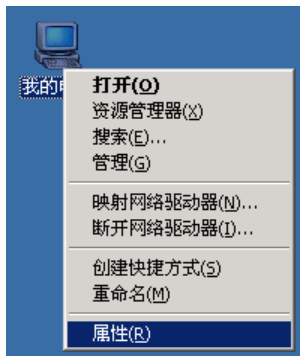 我的
打开(O)
资源管理器(X)
搜索(E)...
管理(G)
映射网络驱动器(N)...
断开网络驱动器(I)...
创建快捷方式(S)
重命名(M)
属性(R)